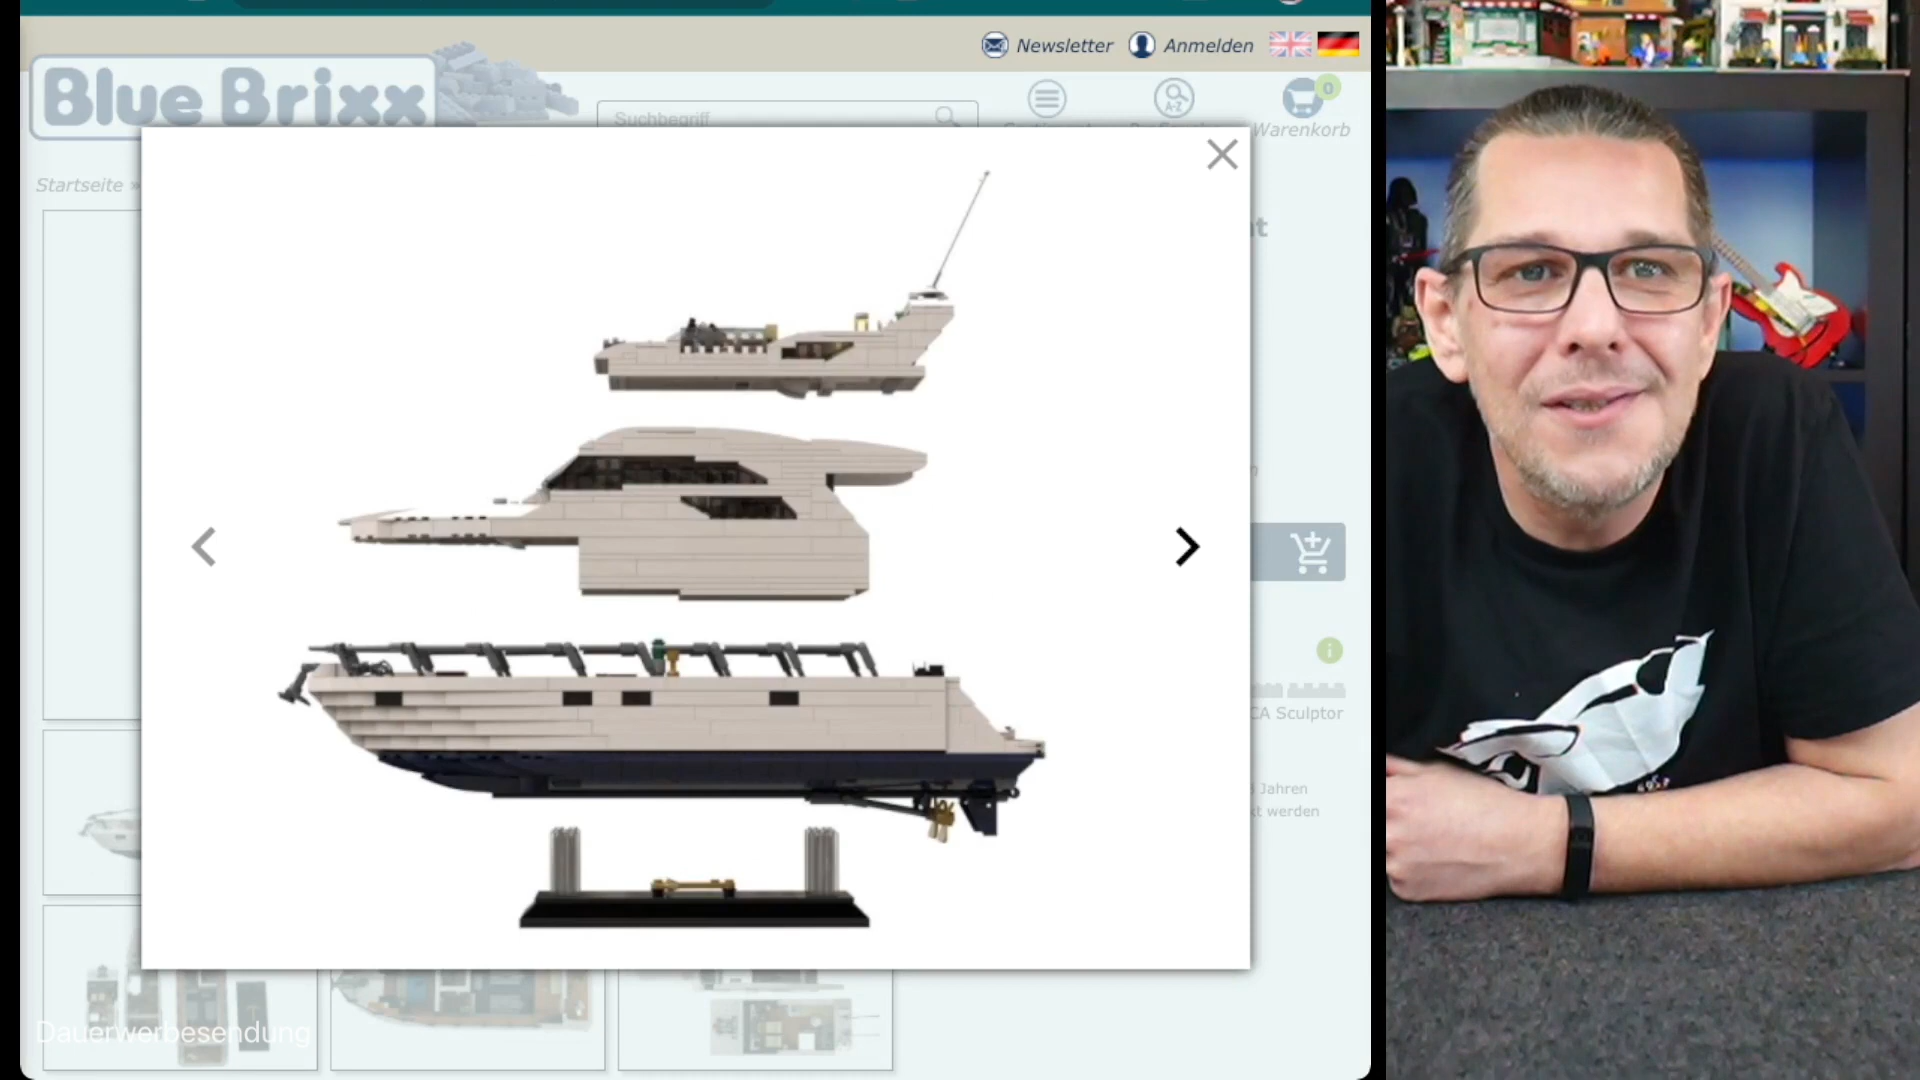 Newsletter
Anmelden
Blue Brixx
Suchbegriff
A-Z
0
Warenkorb
Startseite »
i
CA Sculptor
Jahren
werden
Dauerwerbesendung